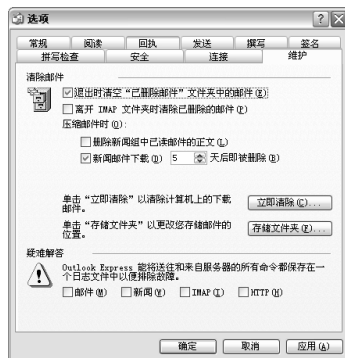 选项
常规 阅读 回执 发送 撰写 签名
拼写检查 安全 连接 维护
清除邮件
退出时清空“已删除邮件”文件夹中的邮件(E)
离开 IMAP 文件夹时清除已删除的邮件(P)
压缩邮件时(O):
删除新闻组中已读邮件的正文(L)
新闻邮件下载(D) 5 天后即被删除(B)
单击“立即清除”以清除计算机上的下载
邮件。
立即清除(C)...
单击“存储文件夹”以更改您存储邮件的
位置。
存储文件夹(F)...
疑难解答
Outlook Express 能将送往和来自服务器的所有命令都保存在一
个日志文件中以便排除故障。
邮件(M) 新闻(W) IMAP(I) HTTP(H)
确定 取消 应用(A)